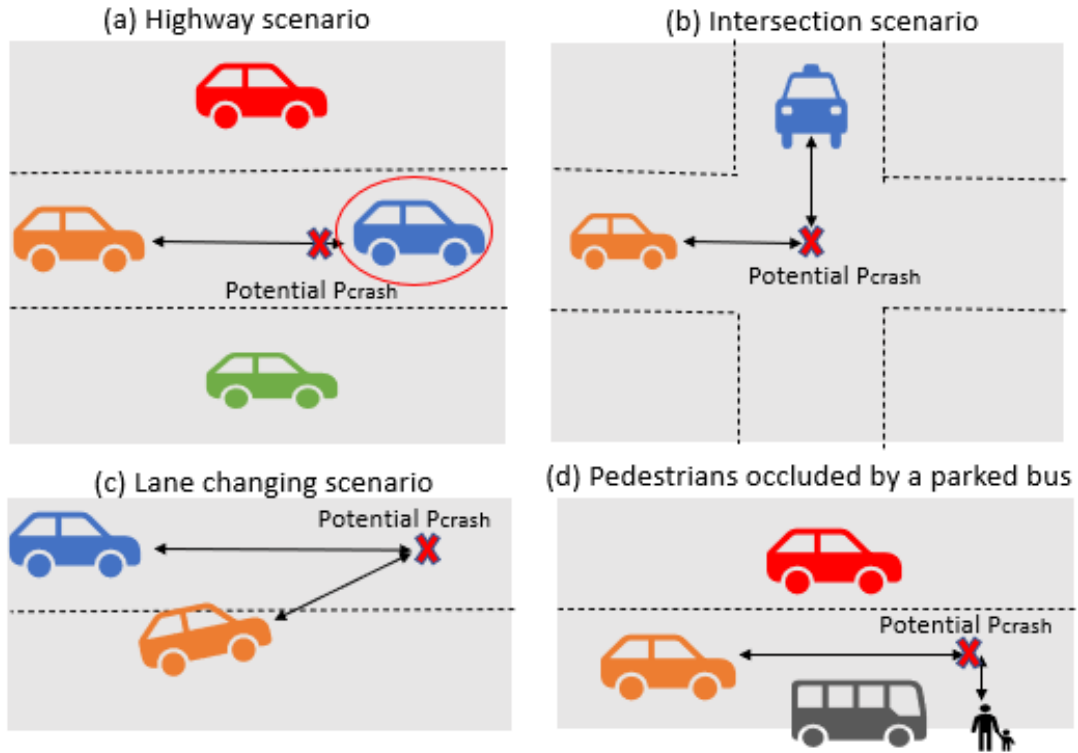 (a) Highway scenario
Potential Pcrash
(b) Intersection scenario
Potential Pcrash
(c) Lane changing scenario
Potential Pcrash
(d) Pedestrians occluded by a parked bus
Potential Pcrash